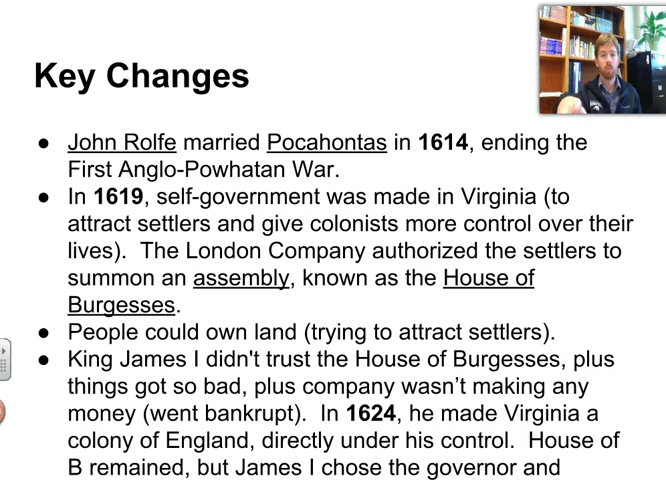 Key Changes
● John Rolfe married Pocahontas in 1614, ending the
First Anglo-Powhatan War.
● In 1619, self-government was made in Virginia (to
attract settlers and give colonists more control over their
lives).  The London Company authorized the settlers to
summon an assembly, known as the House of
Burgesses.
● People could own land (trying to attract settlers).
● King James I didn't trust the House of Burgesses, plus
things got so bad, plus company wasn’t making any
money (went bankrupt).  In 1624, he made Virginia a
colony of England, directly under his control.  House of
B remained, but James I chose the governor and